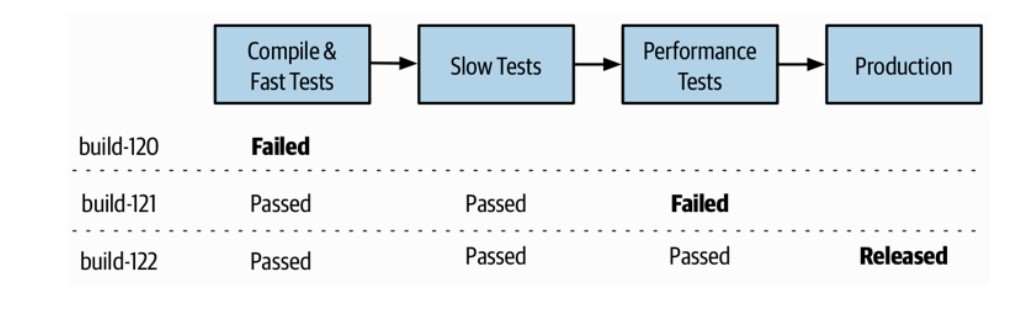 Compile &
Fast Tests
Slow Tests
Performance
Tests
Production
build-120 Failed
build-121 Passed Passed Failed
build-122 Passed Passed Passed Released